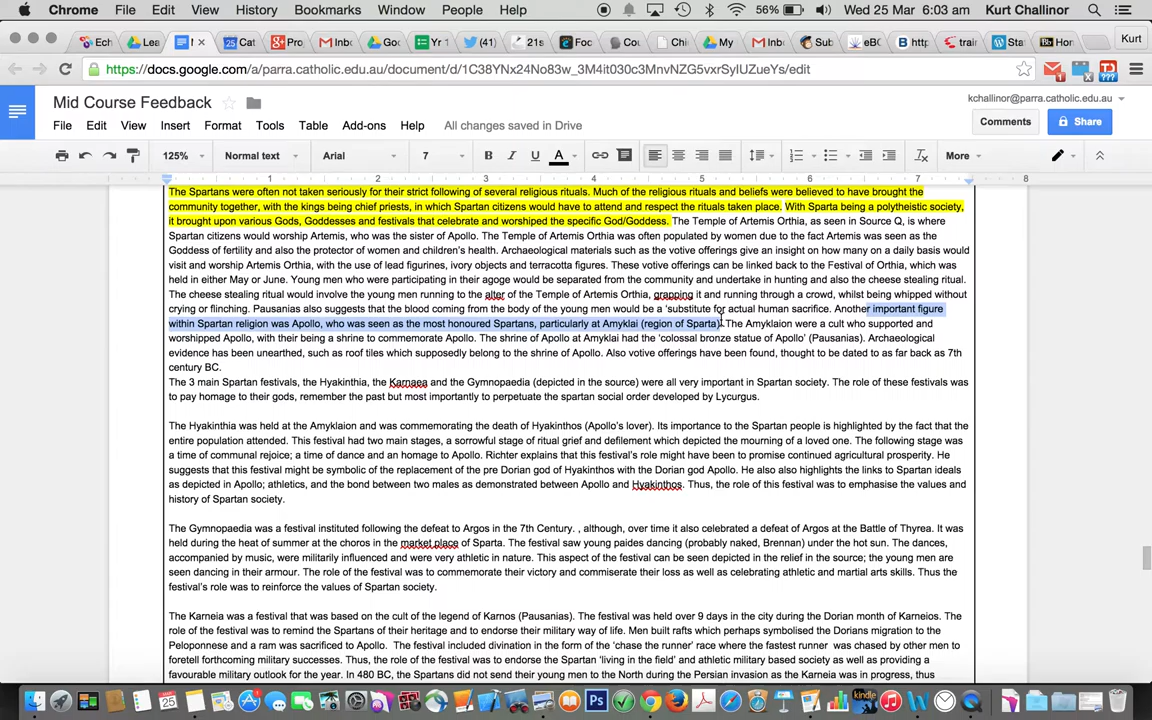 Chrome File Edit View History Bookmarks Window People Help 56% Wed 25 Mar 6:03 am Kurt Challinor
Ech Lea Cat Pro Inbo Goo Yr 1 (41) 21s Foc Cou Chi My Inbo Sub eBC http train Sta Hon Kurt
https://docs.google.com/a/parra.catholic.edu.au/document/d/1C38YNx24No83w_3M4it030c3MnvNZG5vxrSyIUZueYs/edit
Mid Course Feedback
kchallinor@parra.catholic.edu.au
File Edit View Insert Format Tools Table Add-ons Help All changes saved in Drive Comments Share
125% Normal text Arial 7 B I U A More
1 2 3 4 5 6 7 8
The Spartans were often not taken seriously for their strict following of several religious rituals. Much of the religious rituals and beliefs were believed to have brought the
community together, with the kings being chief priests, in which Spartan citizens would have to attend and respect the rituals taken place. With Sparta being a polytheistic society,
it brought upon various Gods, Goddesses and festivals that celebrate and worshiped the specific God/Goddess. The Temple of Artemis Orthia, as seen in Source Q, is where
Spartan citizens would worship Artemis, who was the sister of Apollo. The Temple of Artemis Orthia was often populated by women due to the fact Artemis was seen as the
Goddess of fertility and also the protector of women and children's health. Archaeological materials such as the votive offerings give an insight on how many on a daily basis would
visit and worship Artemis Orthia, with the use of lead figurines, ivory objects and terracotta figures. These votive offerings can be linked back to the Festival of Orthia, which was
held in either May or June. Young men who were participating in their agoge would be separated from the community and undertake in hunting and also the cheese stealing ritual.
The cheese stealing ritual would involve the young men running to the alter of the Temple of Artemis Orthia, grapping it and running through a crowd, whilst being whipped without
crying or flinching. Pausanias also suggests that the blood coming from the body of the young men would be a 'substitute for actual human sacrifice. Another important figure
within Spartan religion was Apollo, who was seen as the most honoured Spartans, particularly at Amyklai (region of Sparta). The Amyklaion were a cult who supported and
worshipped Apollo, with their being a shrine to commemorate Apollo. The shrine of Apollo at Amyklai had the 'colossal bronze statue of Apollo' (Pausanias). Archaeological
evidence has been unearthed, such as roof tiles which supposedly belong to the shrine of Apollo. Also votive offerings have been found, thought to be dated to as far back as 7th
century BC.
The 3 main Spartan festivals, the Hyakinthia, the Karnaea and the Gymnopaedia (depicted in the source) were all very important in Spartan society. The role of these festivals was
to pay homage to their gods, remember the past but most importantly to perpetuate the spartan social order developed by Lycurgus.
The Hyakinthia was held at the Amyklaion and was commemorating the death of Hyakinthos (Apollo's lover). Its importance to the Spartan people is highlighted by the fact that the
entire population attended. This festival had two main stages, a sorrowful stage of ritual grief and defilement which depicted the mourning of a loved one. The following stage was
a time of communal rejoice; a time of dance and an homage to Apollo. Richter explains that this festival's role might have been to promise continued agricultural prosperity. He
suggests that this festival might be symbolic of the replacement of the pre Dorian god of Hyakinthos with the Dorian god Apollo. He also also highlights the links to Spartan ideals
as depicted in Apollo; athletics, and the bond between two males as demonstrated between Apollo and Hyakinthos. Thus, the role of this festival was to emphasise the values and
history of Spartan society.
The Gymnopaedia was a festival instituted following the defeat to Argos in the 7th Century. , although, over time it also celebrated a defeat of Argos at the Battle of Thyrea. It was
held during the heat of summer at the choros in the market place of Sparta. The festival saw young paides dancing (probably naked, Brennan) under the hot sun. The dances,
accompanied by music, were militarily influenced and were very athletic in nature. This aspect of the festival can be seen depicted in the relief in the source; the young men are
seen dancing in their armour. The role of the festival was to commemorate their victory and commiserate their loss as well as celebrating athletic and martial arts skills. Thus the
festival's role was to reinforce the values of Spartan society.
The Karneia was a festival that was based on the cult of the legend of Karnos (Pausanias). The festival was held over 9 days in the city during the Dorian month of Karneios. The
role of the festival was to remind the Spartans of their heritage and to endorse their military way of life. Men built rafts which perhaps symbolised the Dorians migration to the
Peloponnese and a ram was sacrificed to Apollo. The festival included divination in the form of the 'chase the runner' race where the fastest runner was chased by other men to
foretell forthcoming military successes. Thus, the role of the festival was to endorse the Spartan 'living in the field' and athletic military based society as well as providing a
favourable military outlook for the year. In 480 BC, the Spartans did not send their young men to the North during the Persian invasion as the Karneia was in progress, thus